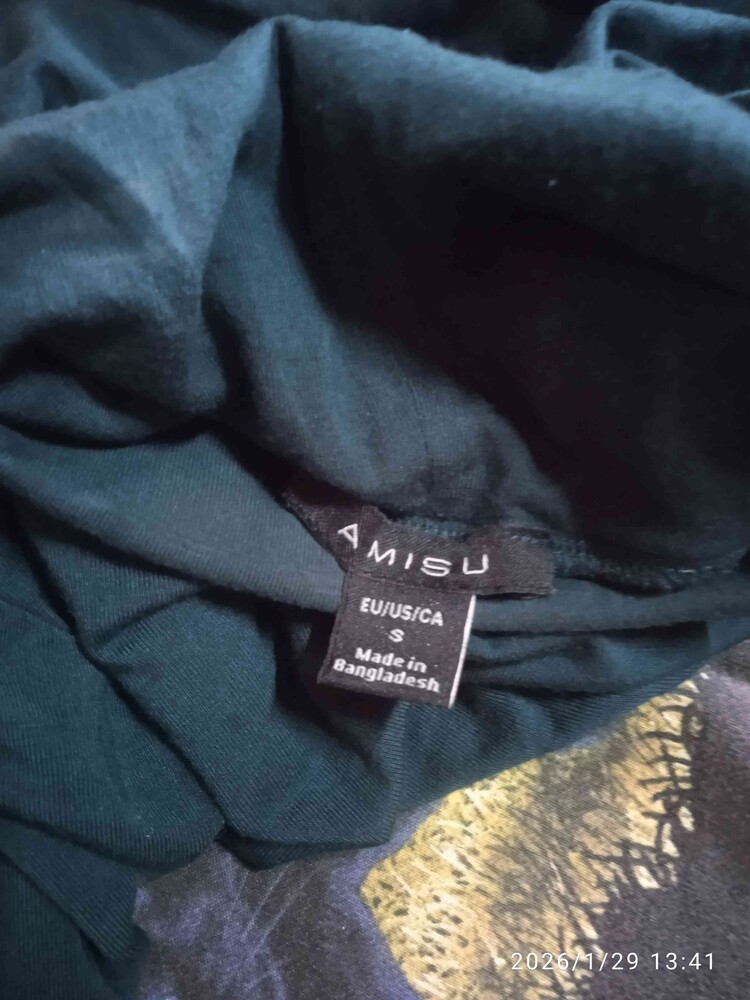 AMISU
EU/US/CA
S
Made in
Bangladesh
2026/1/29 13:41